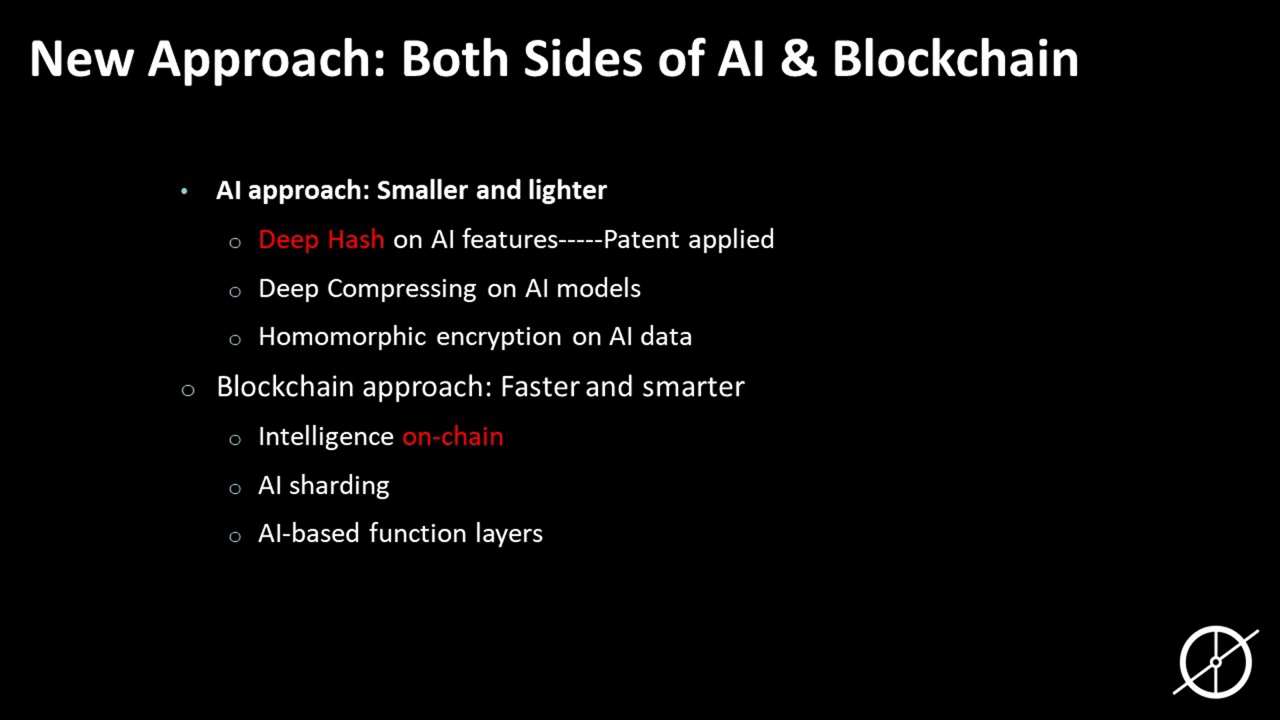 New Approach: Both Sides of AI & Blockchain
• AI approach: Smaller and lighter
o Deep Hash on AI features-----Patent applied
o Deep Compressing on AI models
o Homomorphic encryption on AI data
o Blockchain approach: Faster and smarter
o Intelligence on-chain
o AI sharding
o AI-based function layers